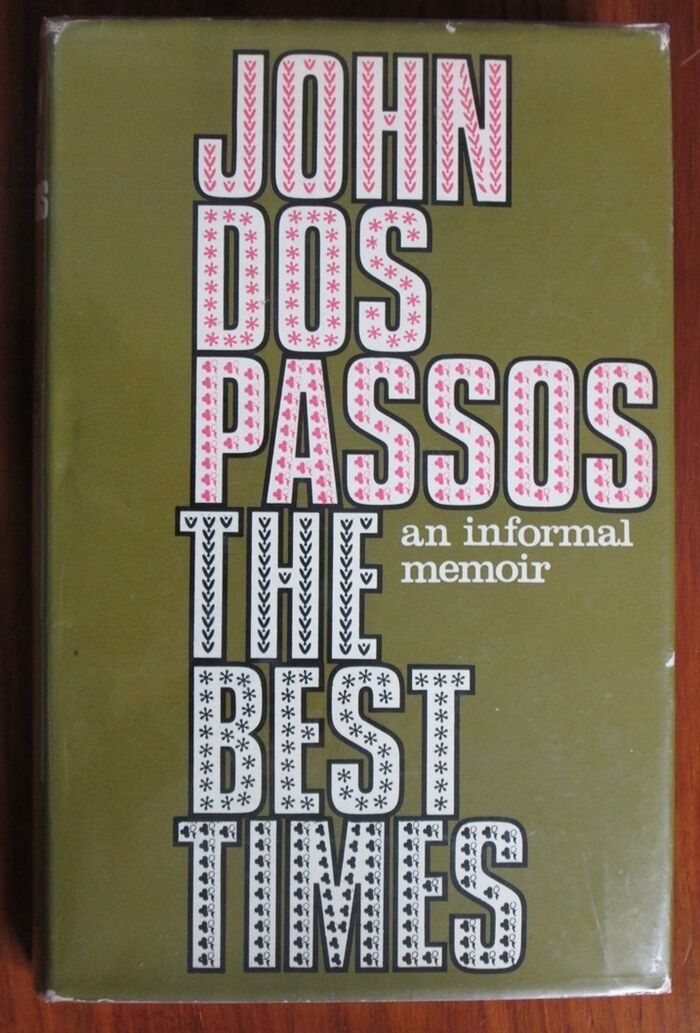 JOHN
DOS
PASSOS
THE
an informal
memoir
BEST
TIMES